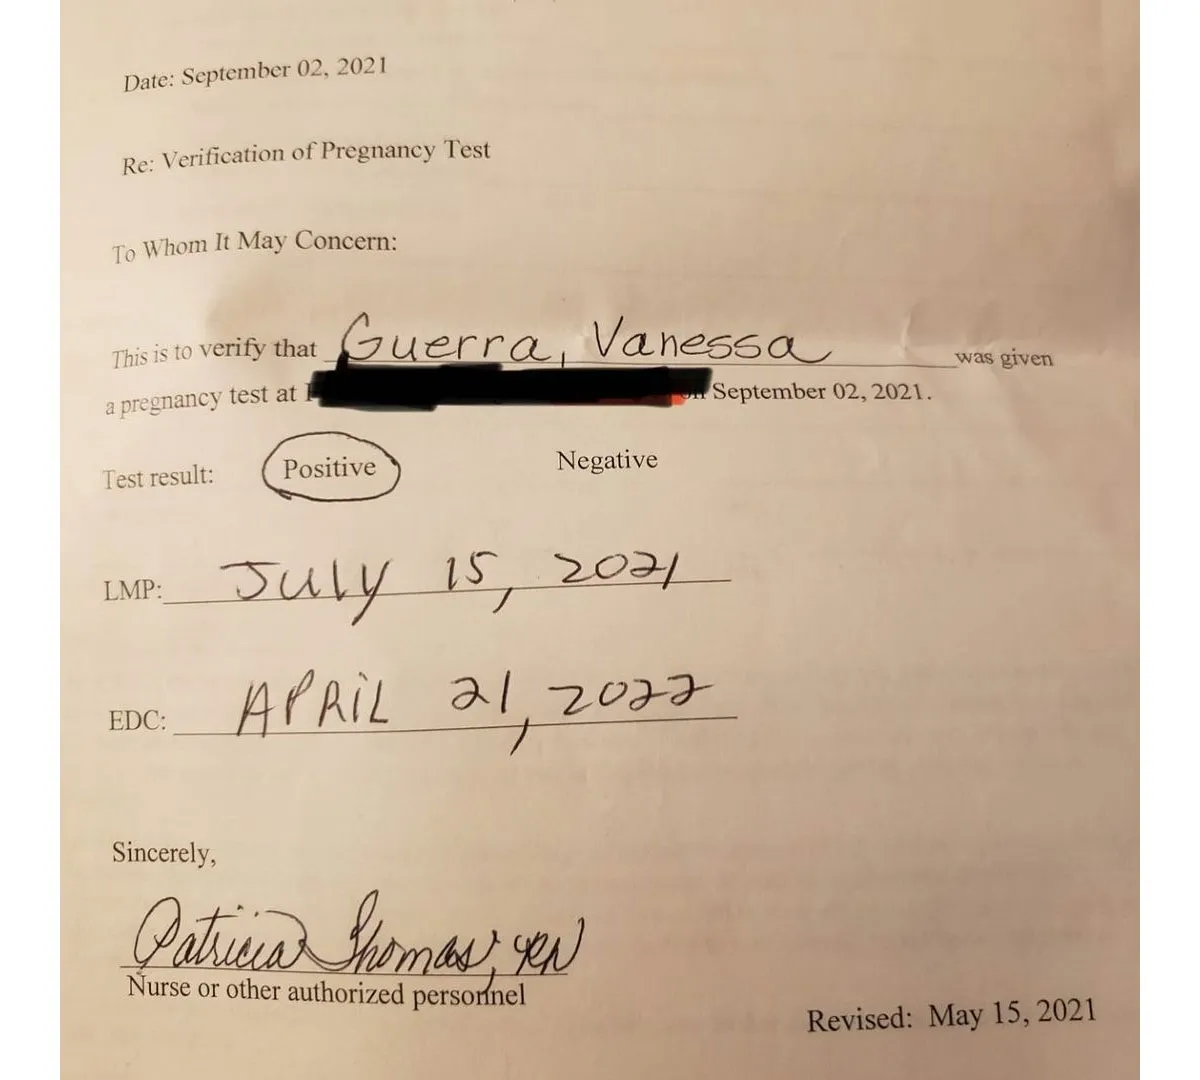 Date: September 02, 2021
Re: Verification of Pregnancy Test
To Whom It May Concern:
This is to verify that Guerra, Vanessa was given
a pregnancy test at on September 02, 2021.
Test result: Positive Negative
LMP: July 15, 2021
EDC: APRiL 21, 2022
Sincerely,
Patricia Thomas, RN
Nurse or other authorized personnel
Revised: May 15, 2021